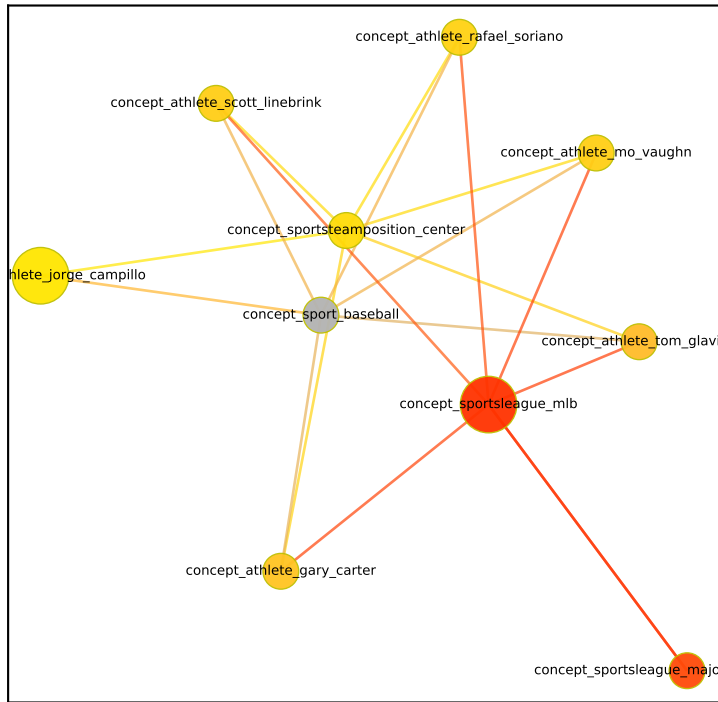 concept_athlete_rafael_soriano
concept_athlete_scott_linebrink
concept_athlete_mo_vaughn
concept_sportsteamposition_center
hlete_jorge_campillo
concept_sport_baseball
concept_athlete_tom_glavi
concept_sportsleague_mlb
concept_athlete_gary_carter
concept_sportsleague_majo